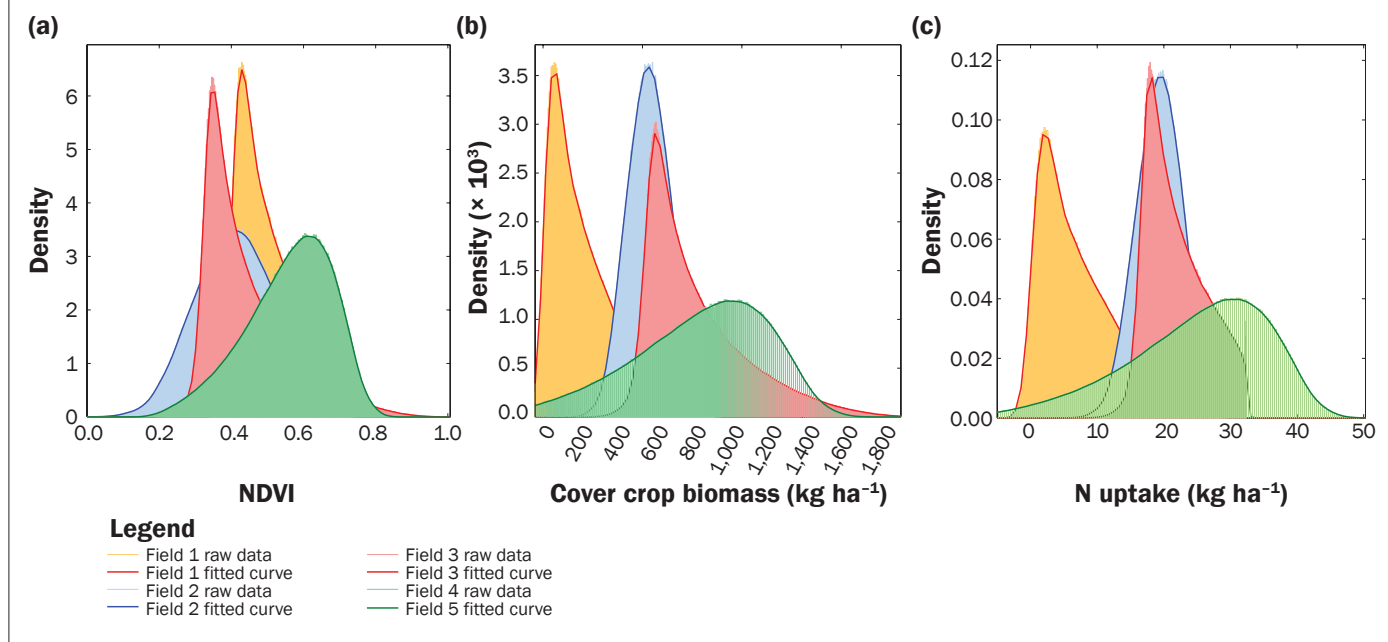 (a)
6
5
4
3
2
1
0
Density
0.0 0.2 0.4 0.6 0.8 1.0
NDVI
(b)
3.5
3.0
2.5
2.0
1.5
1.0
0.5
0.0
Density (× 10³)
0 200 400 600 800 1,000 1,200 1,400 1,600 1,800
Cover crop biomass (kg ha⁻¹)
(c)
0.12
0.10
0.08
0.06
0.04
0.02
0.00
Density
0 10 20 30 40 50
N uptake (kg ha⁻¹)
Legend
Field 1 raw data
Field 1 fitted curve
Field 2 raw data
Field 2 fitted curve
Field 3 raw data
Field 3 fitted curve
Field 4 raw data
Field 5 fitted curve